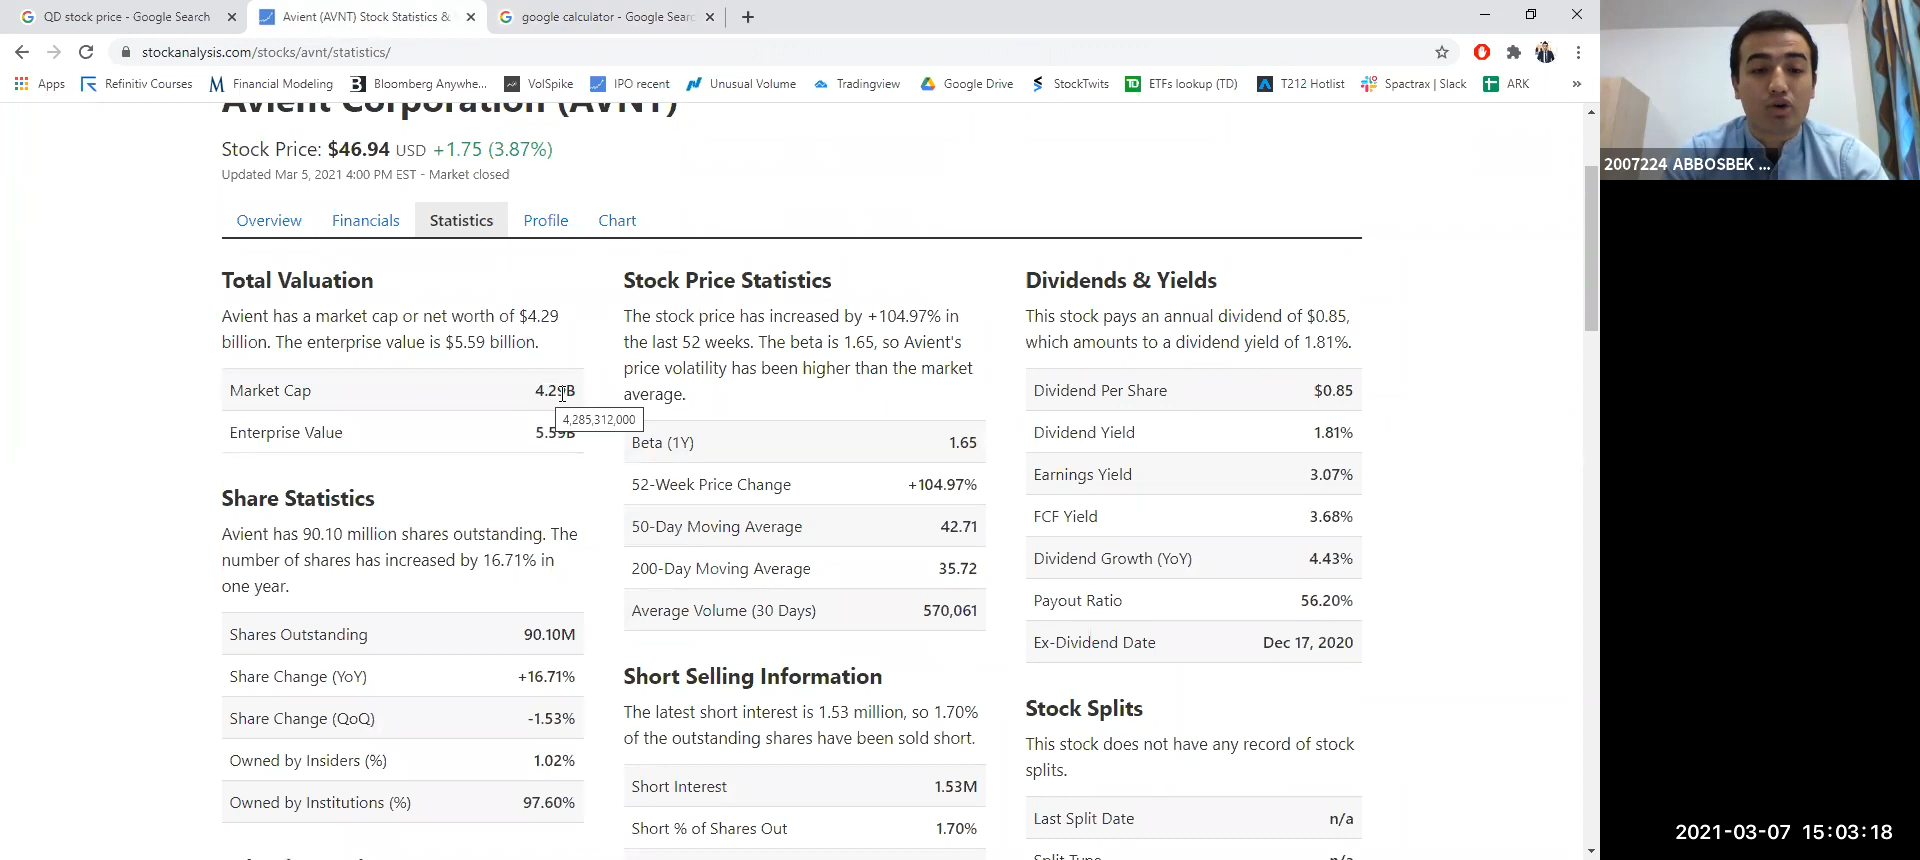 QD stock price - Google Search
Avient (AVNT) Stock Statistics &
google calculator - Google Sear
stockanalysis.com/stocks/avnt/statistics/
Apps
Refinitiv Courses
Financial Modeling
Bloomberg Anywhe...
VolSpike
IPO recent
Unusual Volume
Tradingview
Google Drive
StockTwits
ETFs lookup (TD)
T212 Hotlist
Spactrax | Slack
ARK
»
Avient Corporation (AVNT)
Stock Price: $46.94 USD +1.75 (3.87%)
Updated Mar 5, 2021 4:00 PM EST - Market closed
Overview
Financials
Statistics
Profile
Chart
Total Valuation
Avient has a market cap or net worth of $4.29
billion. The enterprise value is $5.59 billion.
Market Cap 4.29B
4,285,312,000
Enterprise Value 5.59B
Share Statistics
Avient has 90.10 million shares outstanding. The
number of shares has increased by 16.71% in
one year.
Shares Outstanding 90.10M
Share Change (YoY) +16.71%
Share Change (QoQ) -1.53%
Owned by Insiders (%) 1.02%
Owned by Institutions (%) 97.60%
Stock Price Statistics
The stock price has increased by +104.97% in
the last 52 weeks. The beta is 1.65, so Avient's
price volatility has been higher than the market
average.
Beta (1Y) 1.65
52-Week Price Change +104.97%
50-Day Moving Average 42.71
200-Day Moving Average 35.72
Average Volume (30 Days) 570,061
Short Selling Information
The latest short interest is 1.53 million, so 1.70%
of the outstanding shares have been sold short.
Short Interest 1.53M
Short % of Shares Out 1.70%
Dividends & Yields
This stock pays an annual dividend of $0.85,
which amounts to a dividend yield of 1.81%.
Dividend Per Share $0.85
Dividend Yield 1.81%
Earnings Yield 3.07%
FCF Yield 3.68%
Dividend Growth (YoY) 4.43%
Payout Ratio 56.20%
Ex-Dividend Date Dec 17, 2020
Stock Splits
This stock does not have any record of stock
splits.
Last Split Date n/a
Split Type n/a
2007224 ABBOSBEK ...
2021-03-07 15:03:18